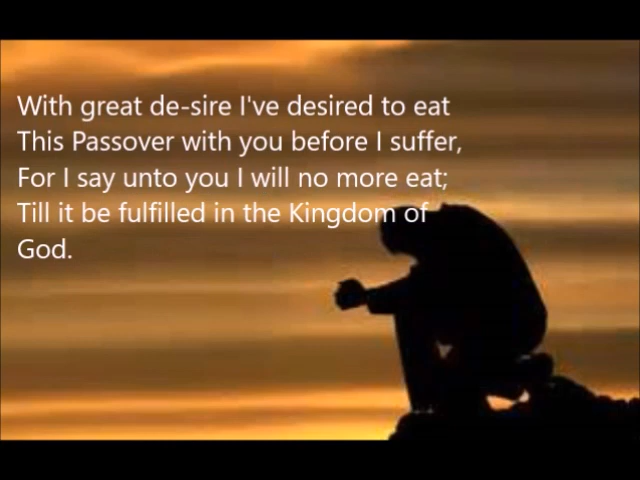 With great de-sire I've desired to eat
This Passover with you before I suffer,
For I say unto you I will no more eat;
Till it be fulfilled in the Kingdom of
God.